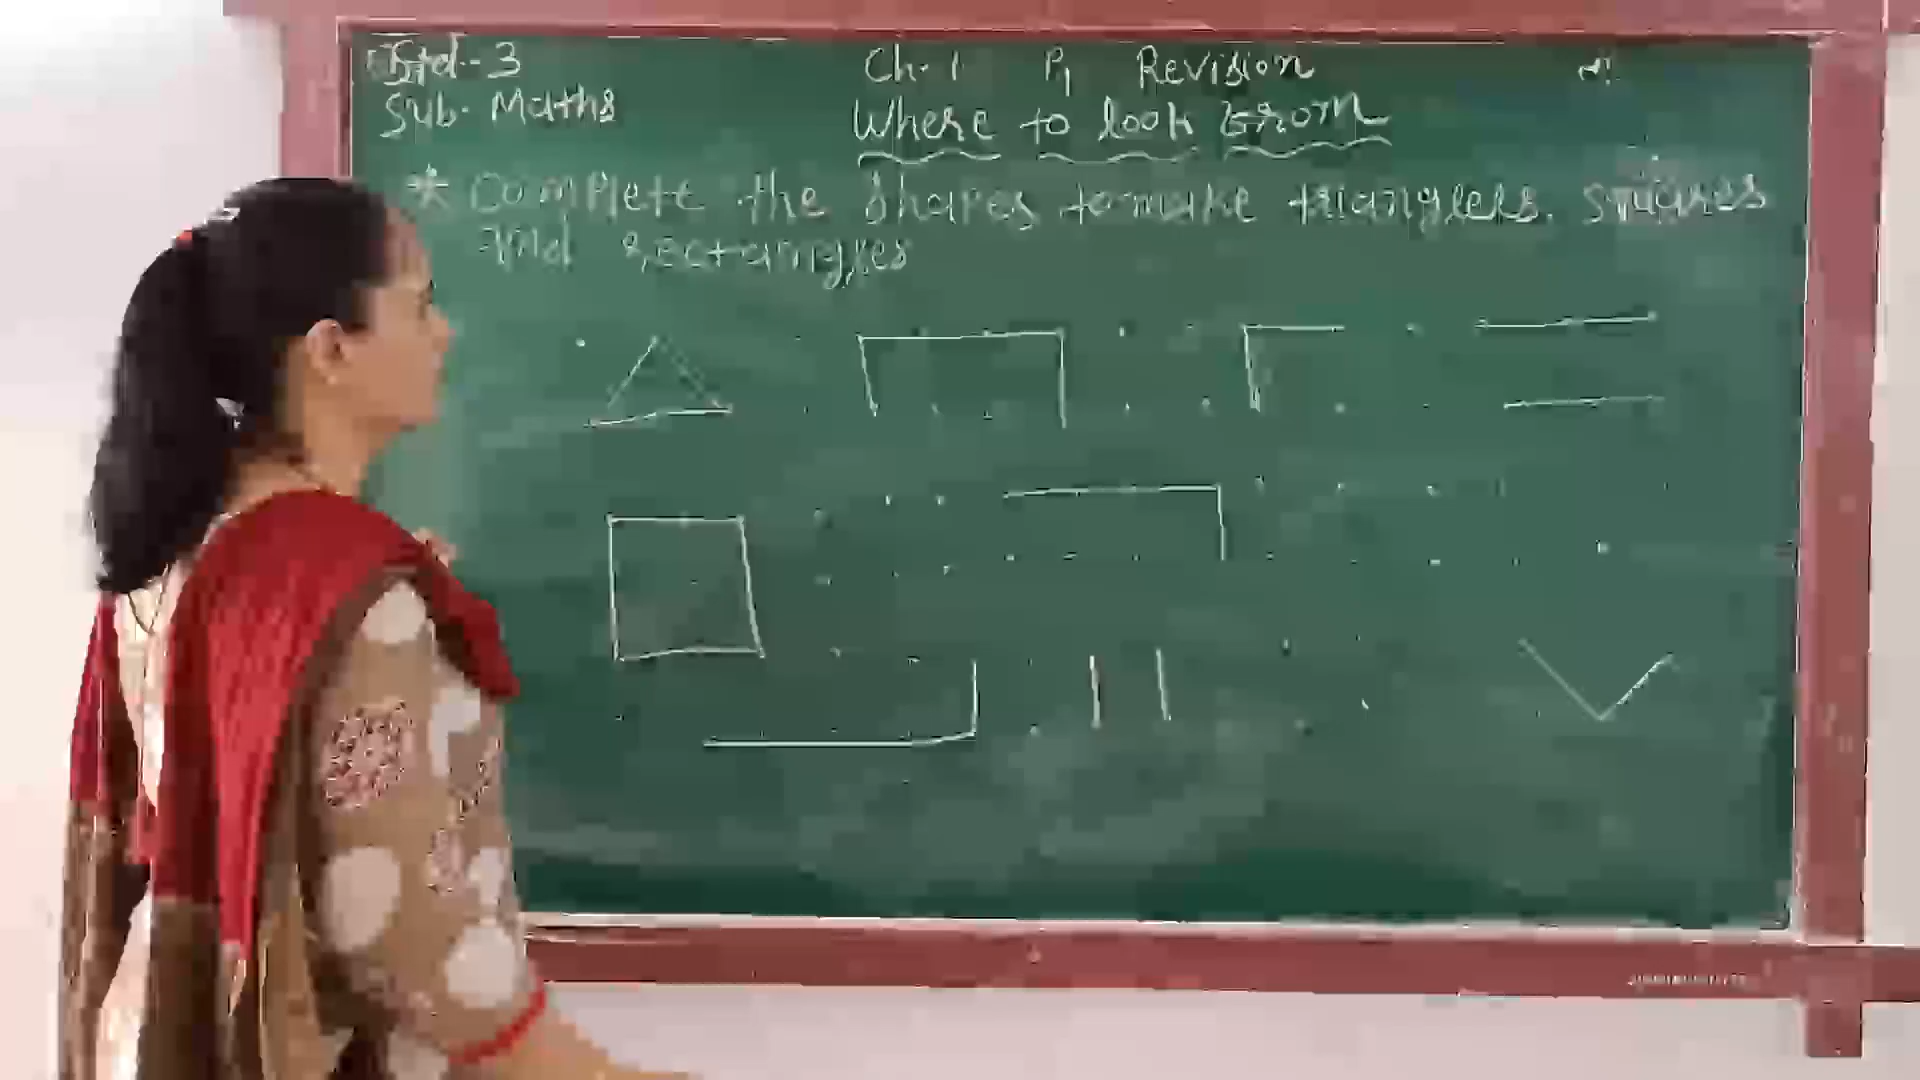 Std-3
Sub. Maths
Ch-1 P1 Revision
Where to look From
* Complete the Shapes to make trianglers, squares
And rectangles